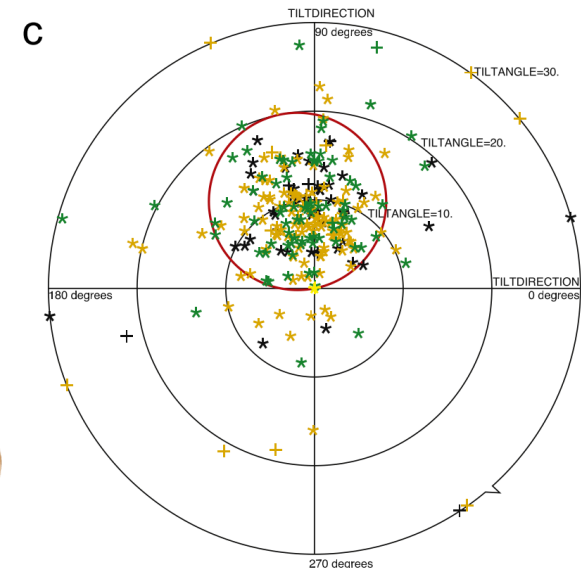 C
TILTDIRECTION
90 degrees
TILTANGLE=30.
TILTANGLE=20.
TILTANGLE=10.
TILTDIRECTION
180 degrees
0 degrees
270 degrees